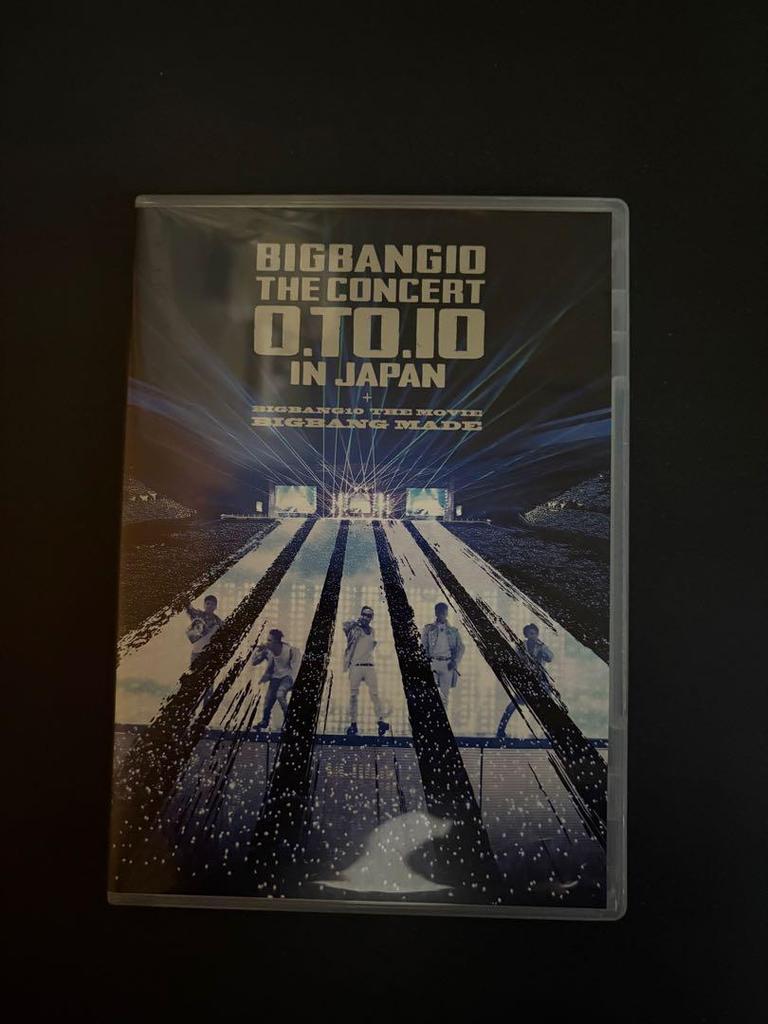 BIGBANG10
THE CONCERT
0.TO.10
IN JAPAN
+
BIGBANG10 THE MOVIE
BIGBANG MADE